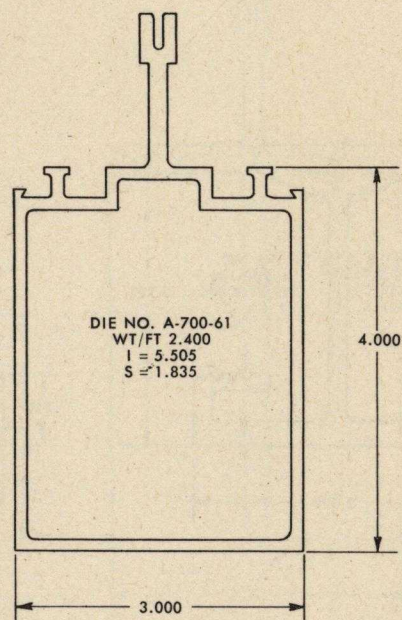 DIE NO. A-700-61
WT/FT 2.400
I = 5.505
S = 1.835
4.000
3.000